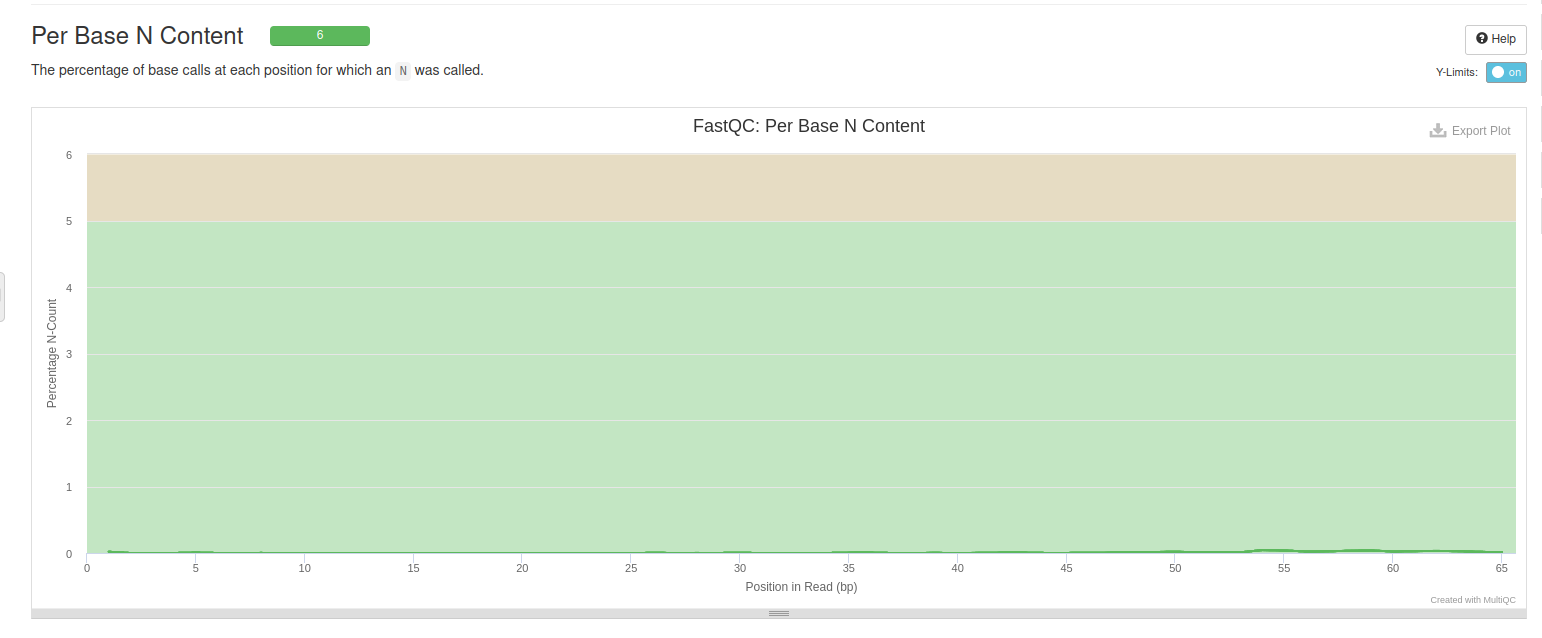 Per Base N Content 6
Help
The percentage of base calls at each position for which an N was called.
Y-Limits: on
FastQC: Per Base N Content
Export Plot
6
5
4
3
2
1
0
Percentage N-Count
0 5 10 15 20 25 30 35 40 45 50 55 60 65
Position in Read (bp)
Created with MultiQC